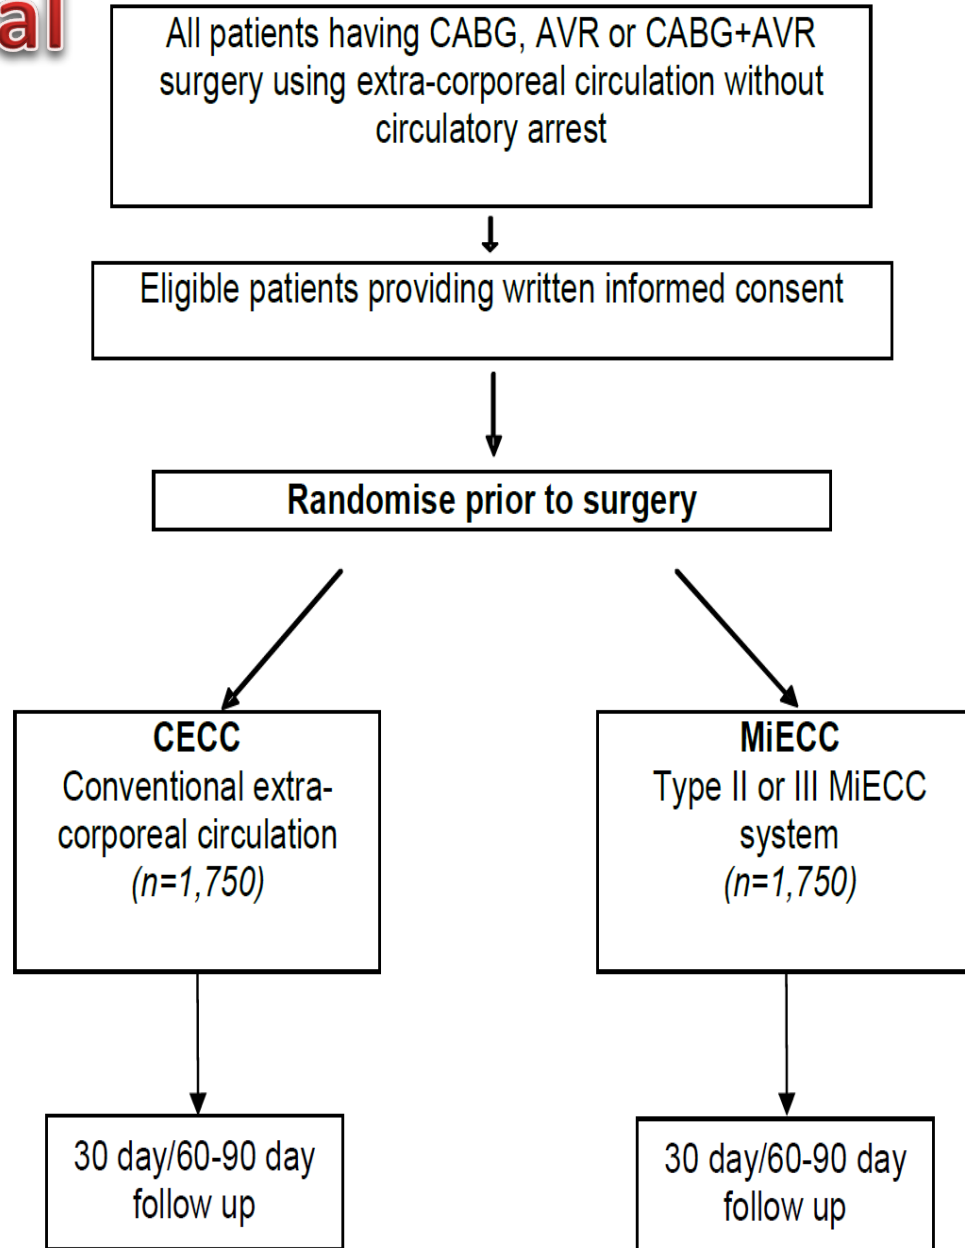 al
All patients having CABG, AVR or CABG+AVR
surgery using extra-corporeal circulation without
circulatory arrest
Eligible patients providing written informed consent
Randomise prior to surgery
CECC
Conventional extra-
corporeal circulation
(n=1,750)
MiECC
Type II or III MiECC
system
(n=1,750)
30 day/60-90 day
follow up
30 day/60-90 day
follow up